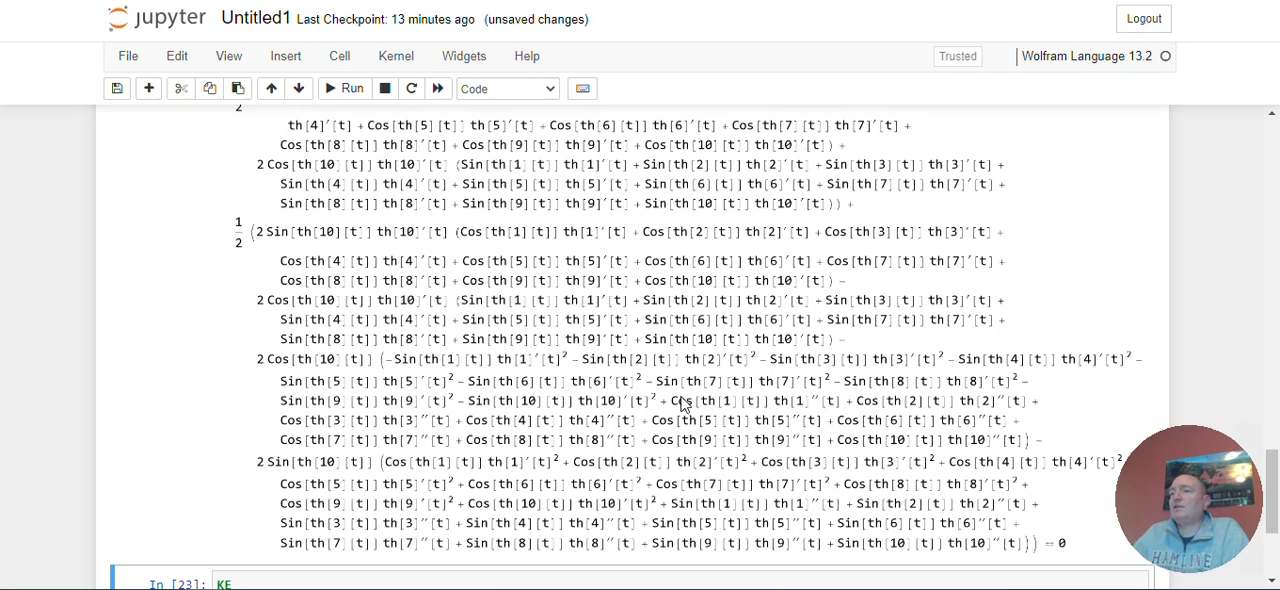 jupyter Untitled1 Last Checkpoint: 13 minutes ago (unsaved changes) Logout
File Edit View Insert Cell Kernel Widgets Help Trusted Wolfram Language 13.2
Run Code
2
th[4]′[t] + Cos[th[5][t]] th[5]′[t] + Cos[th[6][t]] th[6]′[t] + Cos[th[7][t]] th[7]′[t] +
Cos[th[8][t]] th[8]′[t] + Cos[th[9][t]] th[9]′[t] + Cos[th[10][t]] th[10]′[t]) +
2 Cos[th[10][t]] th[10]′[t] (Sin[th[1][t]] th[1]′[t] + Sin[th[2][t]] th[2]′[t] + Sin[th[3][t]] th[3]′[t] +
Sin[th[4][t]] th[4]′[t] + Sin[th[5][t]] th[5]′[t] + Sin[th[6][t]] th[6]′[t] + Sin[th[7][t]] th[7]′[t] +
Sin[th[8][t]] th[8]′[t] + Sin[th[9][t]] th[9]′[t] + Sin[th[10][t]] th[10]′[t])) +
1/2 (2 Sin[th[10][t]] th[10]′[t] (Cos[th[1][t]] th[1]′[t] + Cos[th[2][t]] th[2]′[t] + Cos[th[3][t]] th[3]′[t] +
Cos[th[4][t]] th[4]′[t] + Cos[th[5][t]] th[5]′[t] + Cos[th[6][t]] th[6]′[t] + Cos[th[7][t]] th[7]′[t] +
Cos[th[8][t]] th[8]′[t] + Cos[th[9][t]] th[9]′[t] + Cos[th[10][t]] th[10]′[t]) −
2 Cos[th[10][t]] th[10]′[t] (Sin[th[1][t]] th[1]′[t] + Sin[th[2][t]] th[2]′[t] + Sin[th[3][t]] th[3]′[t] +
Sin[th[4][t]] th[4]′[t] + Sin[th[5][t]] th[5]′[t] + Sin[th[6][t]] th[6]′[t] + Sin[th[7][t]] th[7]′[t] +
Sin[th[8][t]] th[8]′[t] + Sin[th[9][t]] th[9]′[t] + Sin[th[10][t]] th[10]′[t]) −
2 Cos[th[10][t]] (−Sin[th[1][t]] th[1]′[t]² − Sin[th[2][t]] th[2]′[t]² − Sin[th[3][t]] th[3]′[t]² − Sin[th[4][t]] th[4]′[t]² −
Sin[th[5][t]] th[5]′[t]² − Sin[th[6][t]] th[6]′[t]² − Sin[th[7][t]] th[7]′[t]² − Sin[th[8][t]] th[8]′[t]² −
Sin[th[9][t]] th[9]′[t]² − Sin[th[10][t]] th[10]′[t]² + Cos[th[1][t]] th[1]′′[t] + Cos[th[2][t]] th[2]′′[t] +
Cos[th[3][t]] th[3]′′[t] + Cos[th[4][t]] th[4]′′[t] + Cos[th[5][t]] th[5]′′[t] + Cos[th[6][t]] th[6]′′[t] +
Cos[th[7][t]] th[7]′′[t] + Cos[th[8][t]] th[8]′′[t] + Cos[th[9][t]] th[9]′′[t] + Cos[th[10][t]] th[10]′′[t]) −
2 Sin[th[10][t]] (Cos[th[1][t]] th[1]′[t]² + Cos[th[2][t]] th[2]′[t]² + Cos[th[3][t]] th[3]′[t]² + Cos[th[4][t]] th[4]′[t]²
Cos[th[5][t]] th[5]′[t]² + Cos[th[6][t]] th[6]′[t]² + Cos[th[7][t]] th[7]′[t]² + Cos[th[8][t]] th[8]′[t]² +
Cos[th[9][t]] th[9]′[t]² + Cos[th[10][t]] th[10]′[t]² + Sin[th[1][t]] th[1]′′[t] + Sin[th[2][t]] th[2]′′[t] +
Sin[th[3][t]] th[3]′′[t] + Sin[th[4][t]] th[4]′′[t] + Sin[th[5][t]] th[5]′′[t] + Sin[th[6][t]] th[6]′′[t] +
Sin[th[7][t]] th[7]′′[t] + Sin[th[8][t]] th[8]′′[t] + Sin[th[9][t]] th[9]′′[t] + Sin[th[10][t]] th[10]′′[t])) == 0
In [23]: KE
HAMLINE